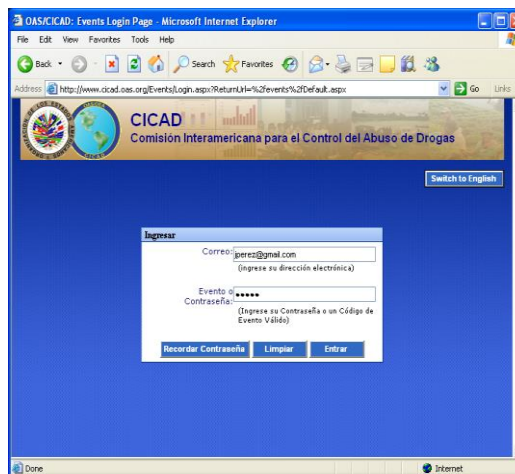 OAS/CICAD: Events Login Page - Microsoft Internet Explorer
File Edit View Favorites Tools Help
Back Search Favorites
Address http://www.cicad.oas.org/Events/Login.aspx?ReturnUrl=%2fevents%2fDefault.aspx Go Links
CICAD
Comisión Interamericana para el Control del Abuso de Drogas
Switch to English
Ingresar
Correo: jperez@gmail.com
(ingrese su dirección electrónica)
Evento o
Contraseña: •••••
(Ingrese su Contraseña o un Código de
Evento Válido)
Recordar Contraseña Limpiar Entrar
Done Internet